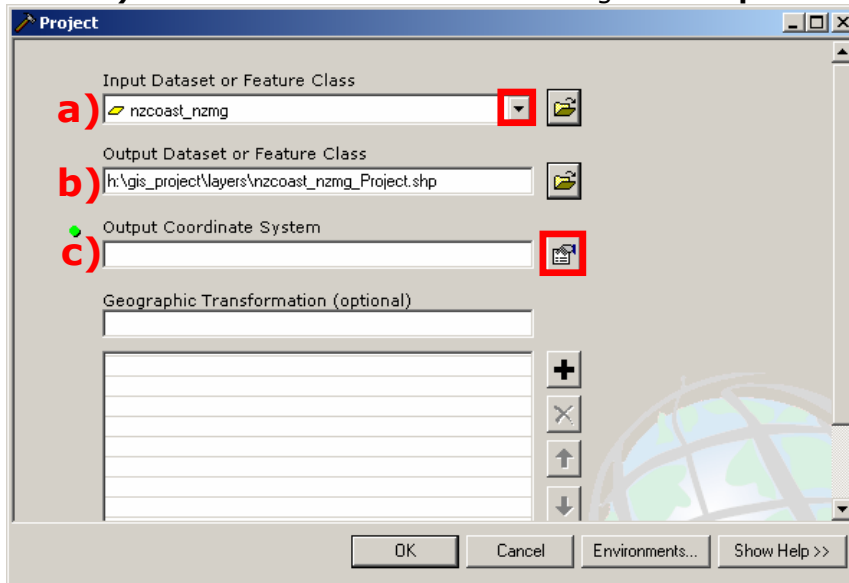 Project
Input Dataset or Feature Class
a) nzcoast_nzmg
Output Dataset or Feature Class
b) h:\gis_project\layers\nzcoast_nzmg_Project.shp
Output Coordinate System
c)
Geographic Transformation (optional)
OK Cancel Environments... Show Help >>